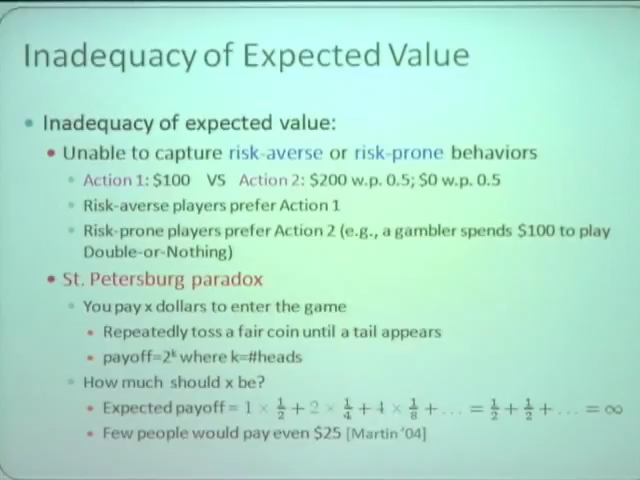 Inadequacy of Expected Value
• Inadequacy of expected value:
• Unable to capture risk-averse or risk-prone behaviors
• Action 1: $100 VS Action 2: $200 w.p. 0.5; $0 w.p. 0.5
• Risk-averse players prefer Action 1
• Risk-prone players prefer Action 2 (e.g., a gambler spends $100 to play
Double-or-Nothing)
• St. Petersburg paradox
• You pay x dollars to enter the game
• Repeatedly toss a fair coin until a tail appears
• payoff=2ᵏ where k=#heads
• How much should x be?
• Expected payoff = 1 × 1/2 + 2 × 1/4 + 4 × 1/8 + . . . = 1/2 + 1/2 + . . . = ∞
• Few people would pay even $25 [Martin '04]